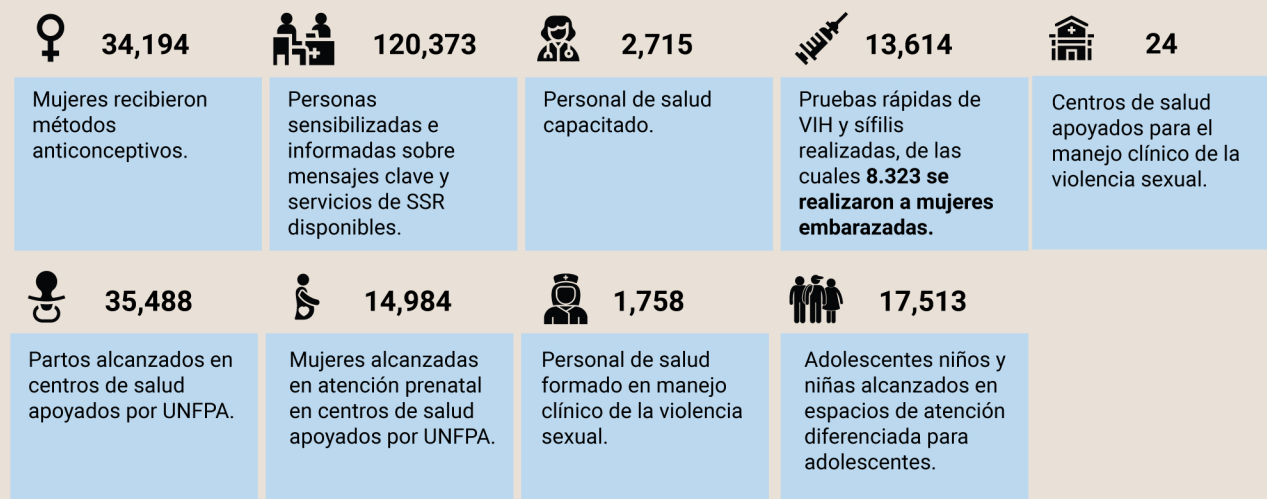 34,194
Mujeres recibieron
métodos
anticonceptivos.
120,373
Personas
sensibilizadas e
informadas sobre
mensajes clave y
servicios de SSR
disponibles.
2,715
Personal de salud
capacitado.
13,614
Pruebas rápidas de
VIH y sífilis
realizadas, de las
cuales 8.323 se
realizaron a mujeres
embarazadas.
24
Centros de salud
apoyados para el
manejo clínico de la
violencia sexual.
35,488
Partos alcanzados en
centros de salud
apoyados por UNFPA.
14,984
Mujeres alcanzadas
en atención prenatal
en centros de salud
apoyados por UNFPA.
1,758
Personal de salud
formado en manejo
clínico de la violencia
sexual.
17,513
Adolescentes niños y
niñas alcanzados en
espacios de atención
diferenciada para
adolescentes.